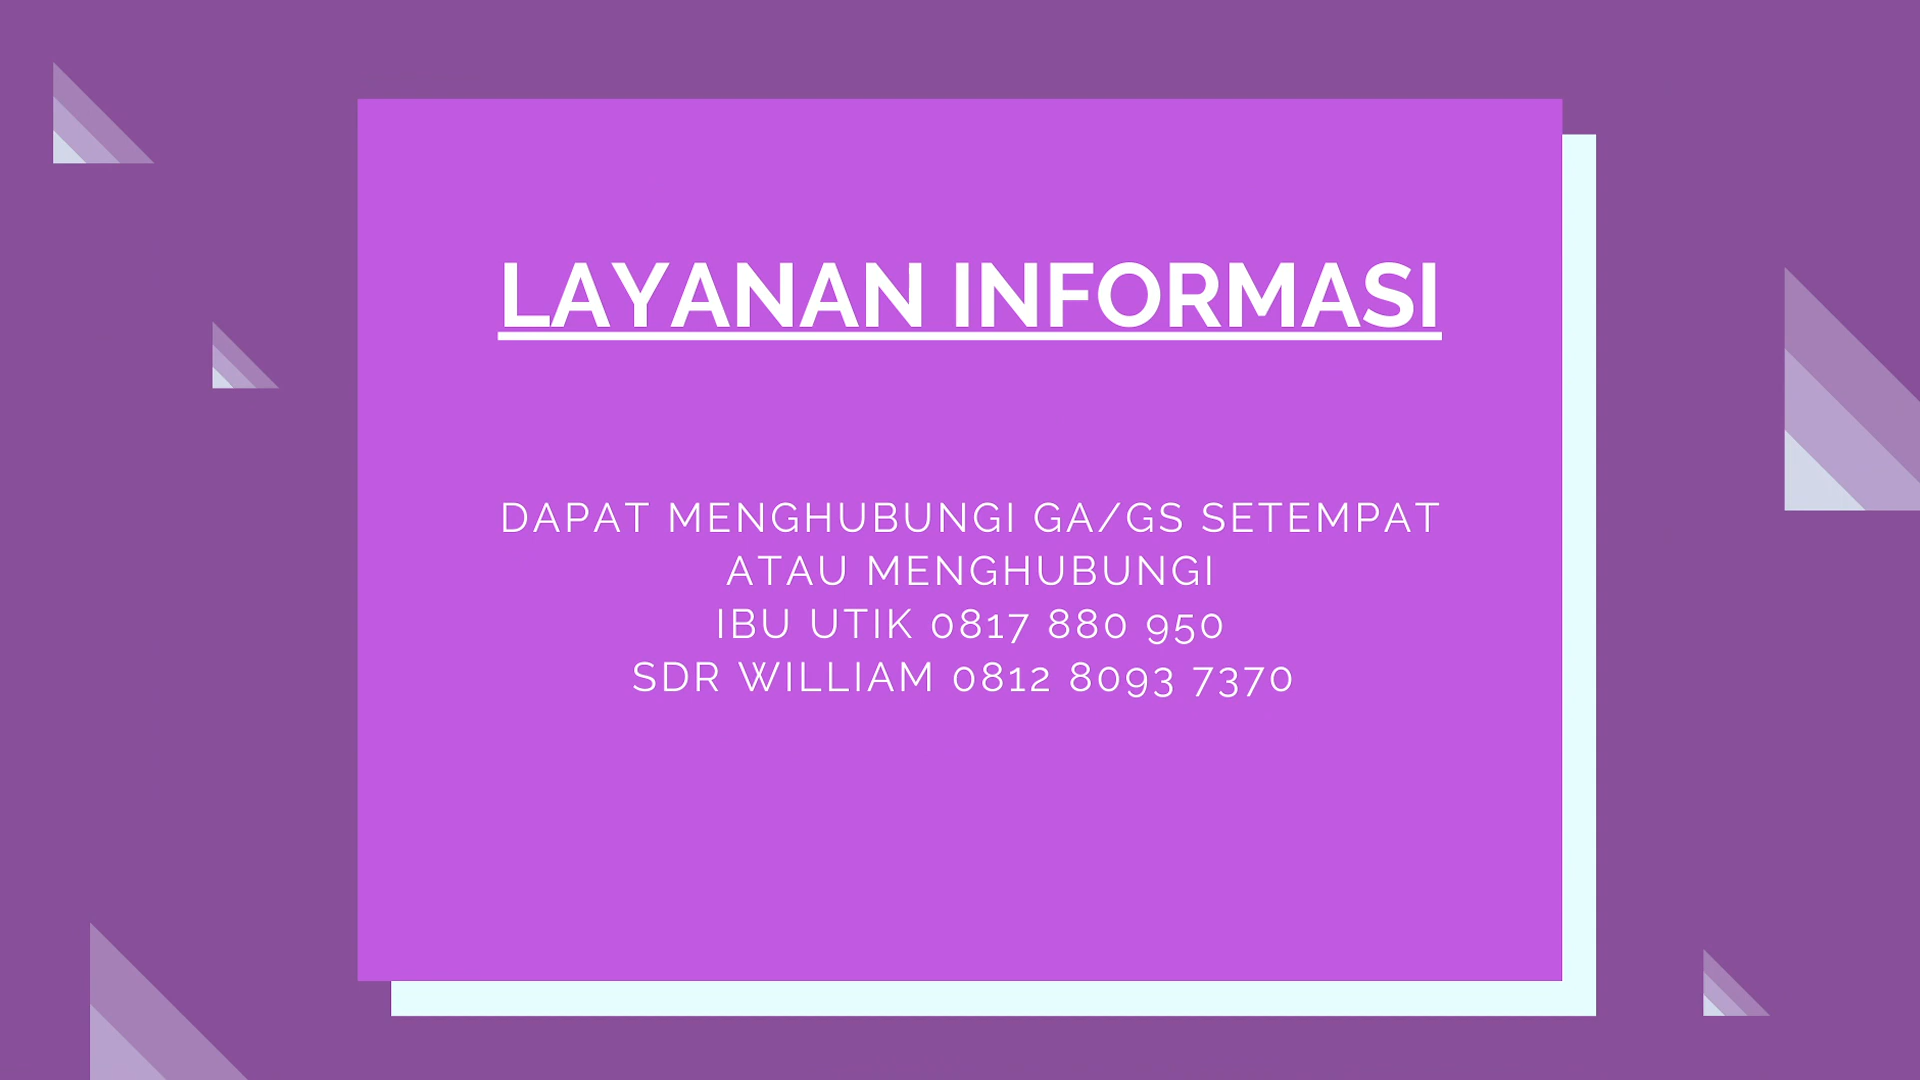 LAYANAN INFORMASI
DAPAT MENGHUBUNGI GA/GS SETEMPAT
ATAU MENGHUBUNGI
IBU UTIK 0817 880 950
SDR WILLIAM 0812 8093 7370